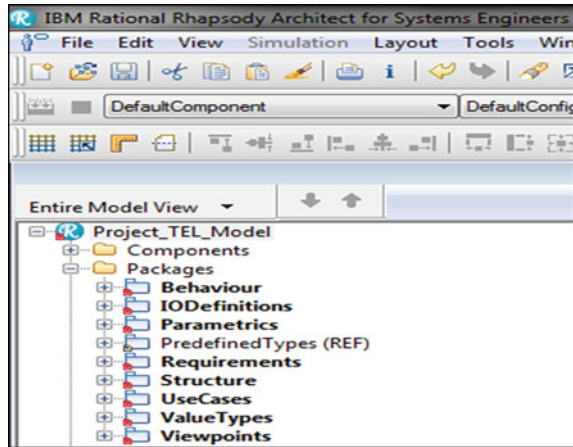 IBM Rational Rhapsody Architect for Systems Engineers
File Edit View Simulation Layout Tools
DefaultComponent DefaultConfig
Entire Model View
Project_TEL_Model
Components
Packages
Behaviour
IODefinitions
Parametrics
PredefinedTypes (REF)
Requirements
Structure
UseCases
ValueTypes
Viewpoints